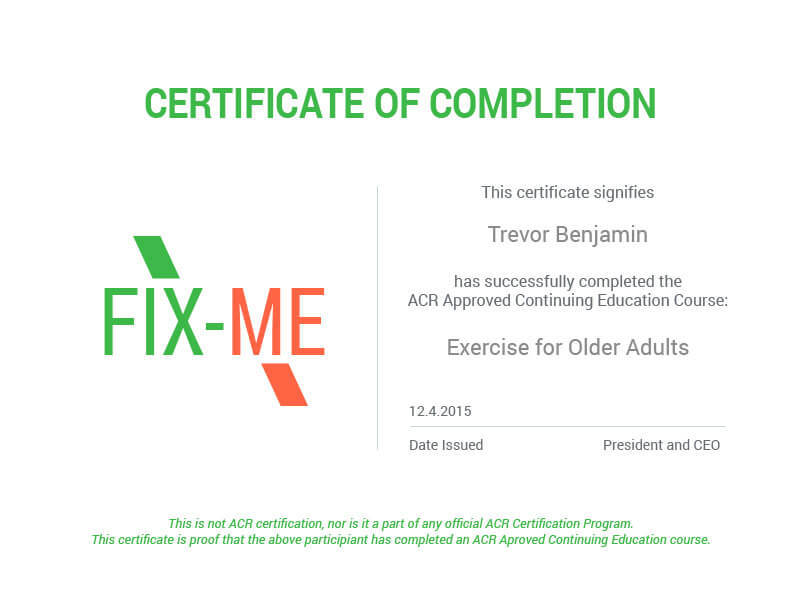 CERTIFICATE OF COMPLETION
FIX-ME
This certificate signifies
Trevor Benjamin
has successfully completed the
ACR Approved Continuing Education Course:
Exercise for Older Adults
12.4.2015
Date Issued President and CEO
This is not ACR certification, nor is it a part of any official ACR Certification Program.
This certificate is proof that the above participiant has completed an ACR Aproved Continuing Education course.